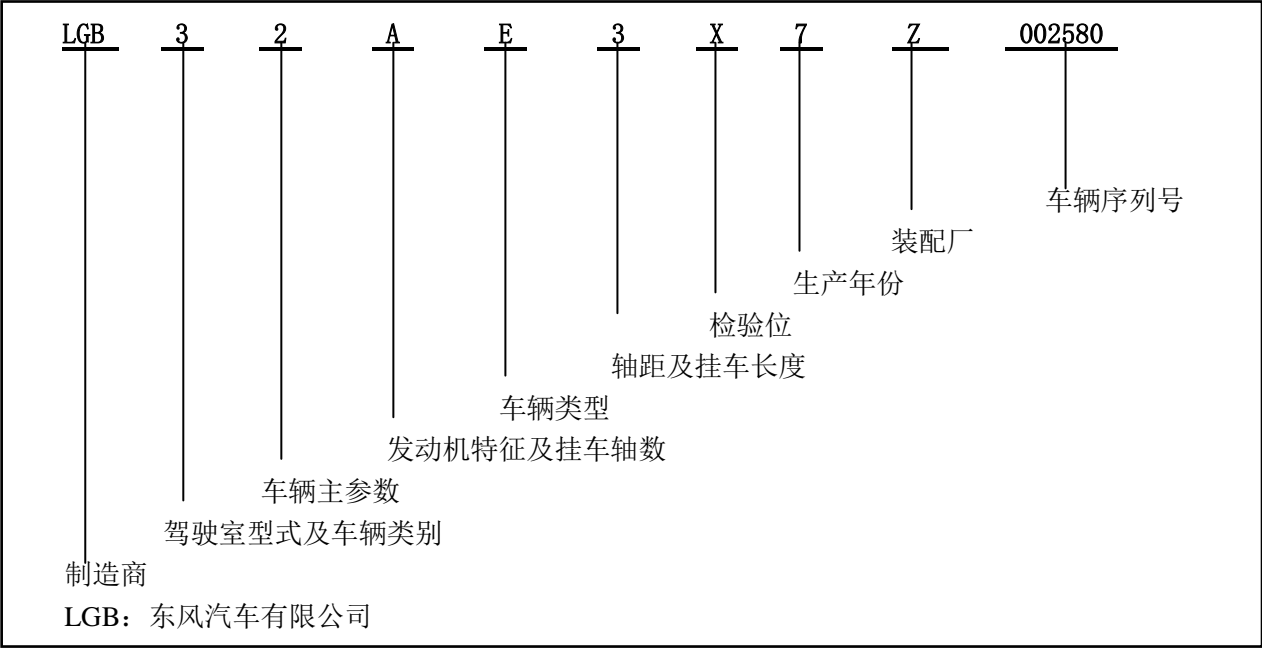 LGB 3 2 A E 3 X 7 Z 002580
车辆序列号
装配厂
生产年份
检验位
轴距及挂车长度
车辆类型
发动机特征及挂车轴数
车辆主参数
驾驶室型式及车辆类别
制造商
LGB：东风汽车有限公司